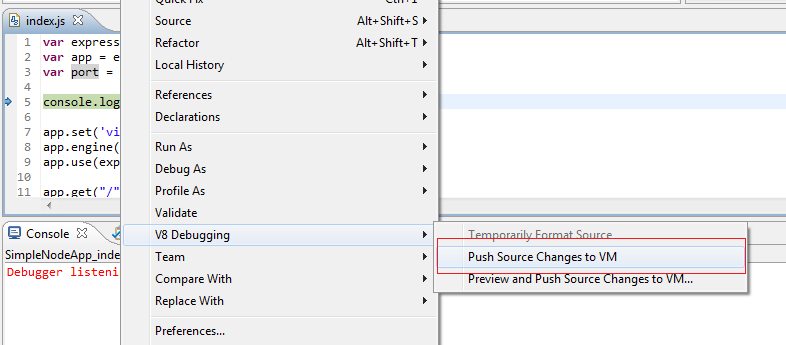 Quick Fix Ctrl+1
index.js
Source Alt+Shift+S
Refactor Alt+Shift+T
Local History
References
Declarations
Run As
Debug As
Profile As
Validate
V8 Debugging
Team
Compare With
Replace With
Preferences...
1 var express
2 var app = e
3 var port =
4
5 console.log
6
7 app.set('vi
8 app.engine(
9 app.use(exp
10
11 app.get("/"
Temporarily Format Source
Push Source Changes to VM
Preview and Push Source Changes to VM...
Console
SimpleNodeApp_inde
Debugger listeni